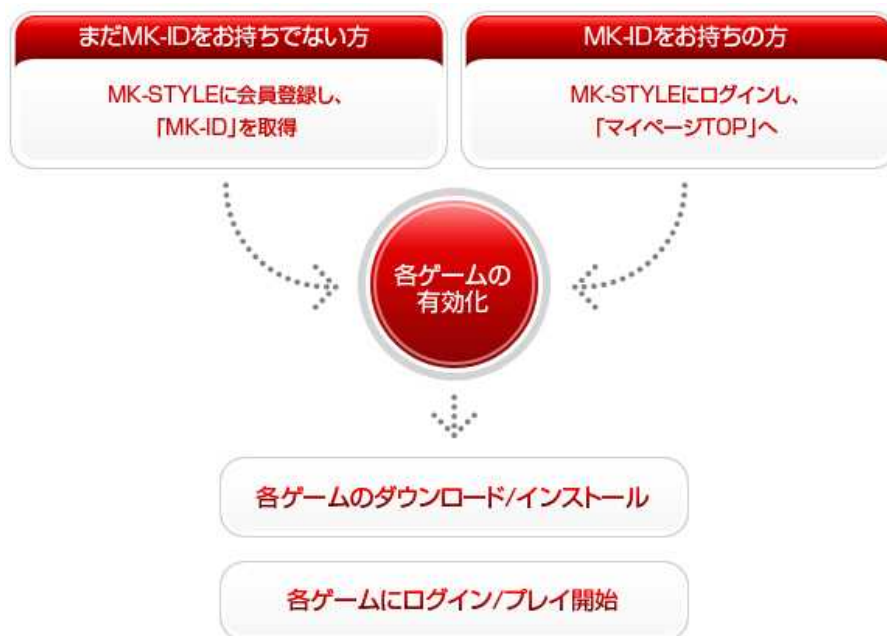 まだMK-IDをお持ちでない方
MK-STYLEに会員登録し、
「MK-ID」を取得
MK-IDをお持ちの方
MK-STYLEにログインし、
「マイページTOP」へ
各ゲームの
有効化
各ゲームのダウンロード/インストール
各ゲームにログイン/プレイ開始